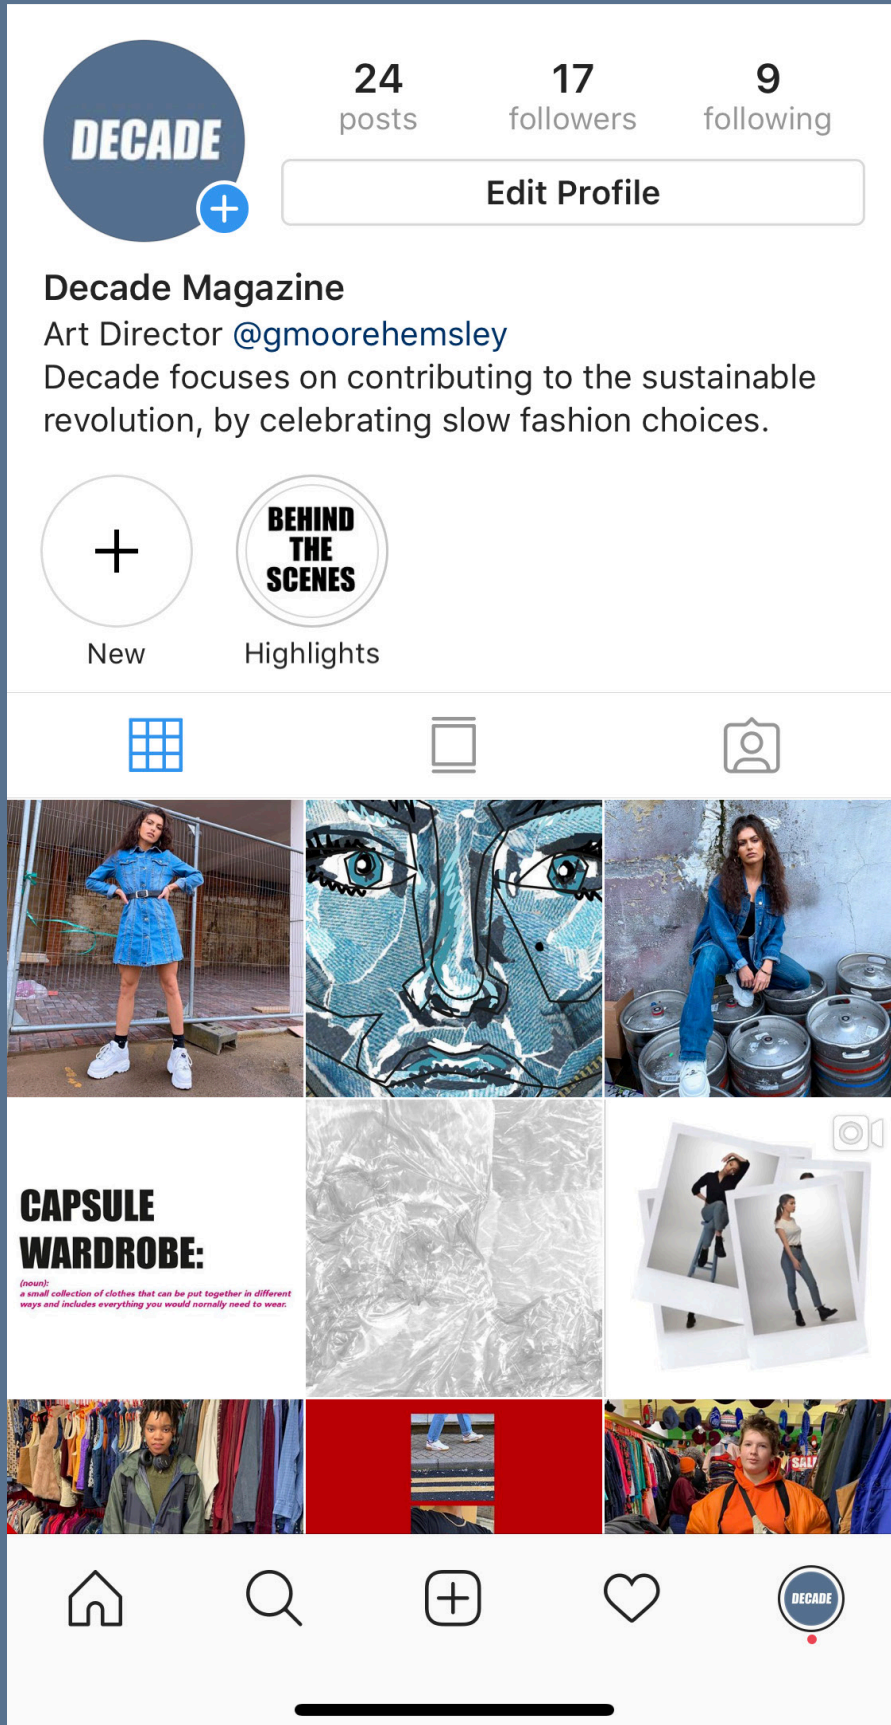 DECADE
24
posts
17
followers
9
following
Edit Profile
Decade Magazine
Art Director @gmoorehemsley
Decade focuses on contributing to the sustainable
revolution, by celebrating slow fashion choices.
BEHIND
THE
SCENES
New
Highlights
CAPSULE
WARDROBE:
(noun):
a small collection of clothes that can be put together in different
ways and includes everything you would nornally need to wear.
SALE
DECADE